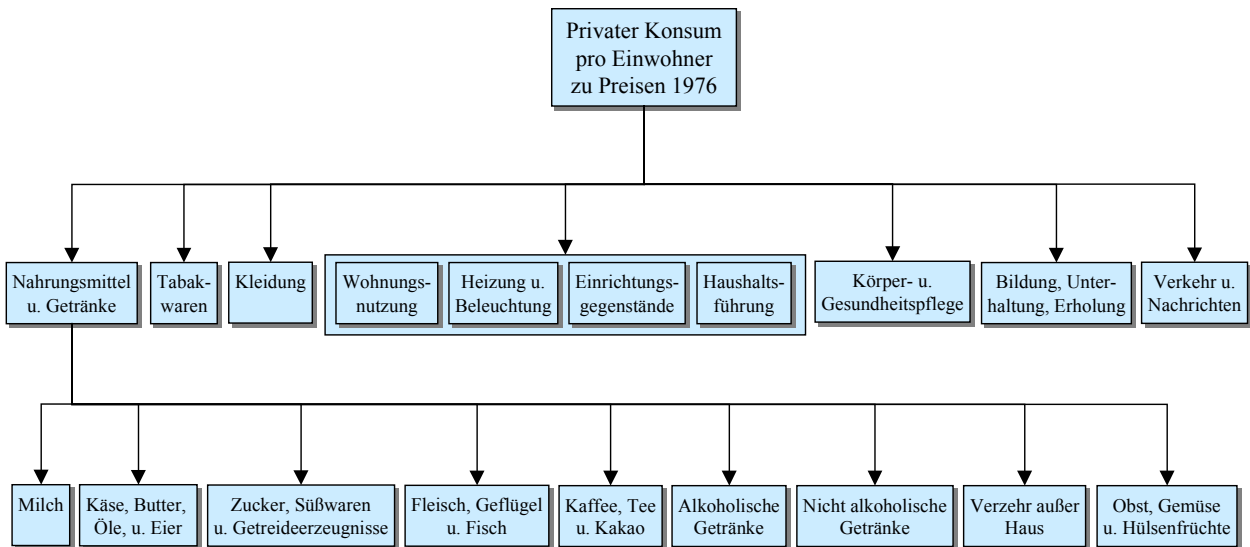 Privater Konsum
pro Einwohner
zu Preisen 1976
Nahrungsmittel
u. Getränke
Tabak-
waren
Kleidung
Wohnungs-
nutzung
Heizung u.
Beleuchtung
Einrichtungs-
gegenstände
Haushalts-
führung
Körper- u.
Gesundheitspflege
Bildung, Unter-
haltung, Erholung
Verkehr u.
Nachrichten
Milch
Käse, Butter,
Öle, u. Eier
Zucker, Süßwaren
u. Getreideerzeugnisse
Fleisch, Geflügel
u. Fisch
Kaffee, Tee
u. Kakao
Alkoholische
Getränke
Nicht alkoholische
Getränke
Verzehr außer
Haus
Obst, Gemüse
u. Hülsenfrüchte